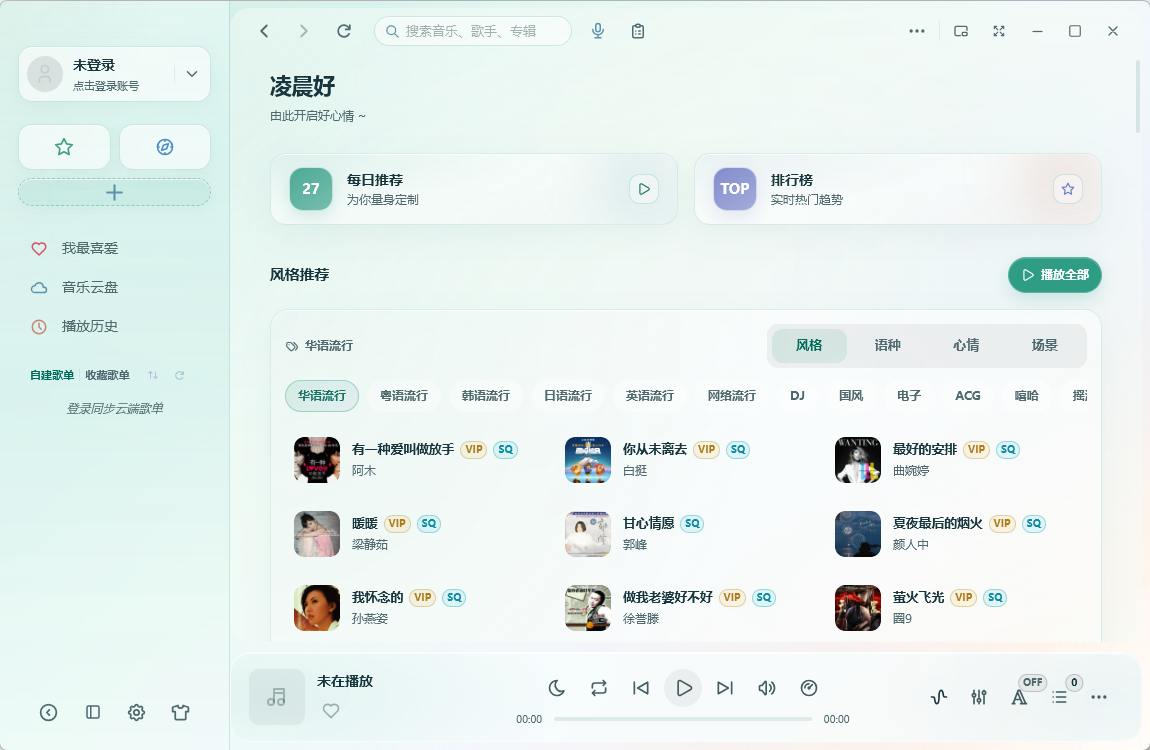 未登录
点击登录账号
我最喜爱
音乐云盘
播放历史
自建歌单 收藏歌单
登录同步云端歌单
搜索音乐、歌手、专辑
凌晨好
由此开启好心情 ~
27 每日推荐
为你量身定制
TOP 排行榜
实时热门趋势
风格推荐
播放全部
华语流行
风格 语种 心情 场景
华语流行 粤语流行 韩语流行 日语流行 英语流行 网络流行 DJ 国风 电子 ACG 嘻哈
有一种爱叫做放手 VIP SQ
阿木
你从未离去 VIP SQ
白挺
WANTING
最好的安排 VIP SQ
曲婉婷
暖暖 VIP SQ
梁静茹
甘心情愿 SQ
郭峰
夏夜最后的烟火 VIP SQ
颜人中
我怀念的 VIP SQ
孙燕姿
做我老婆好不好 VIP SQ
徐誉滕
萤火飞光 VIP SQ
圈9
未在播放
00:00
00:00
OFF
0